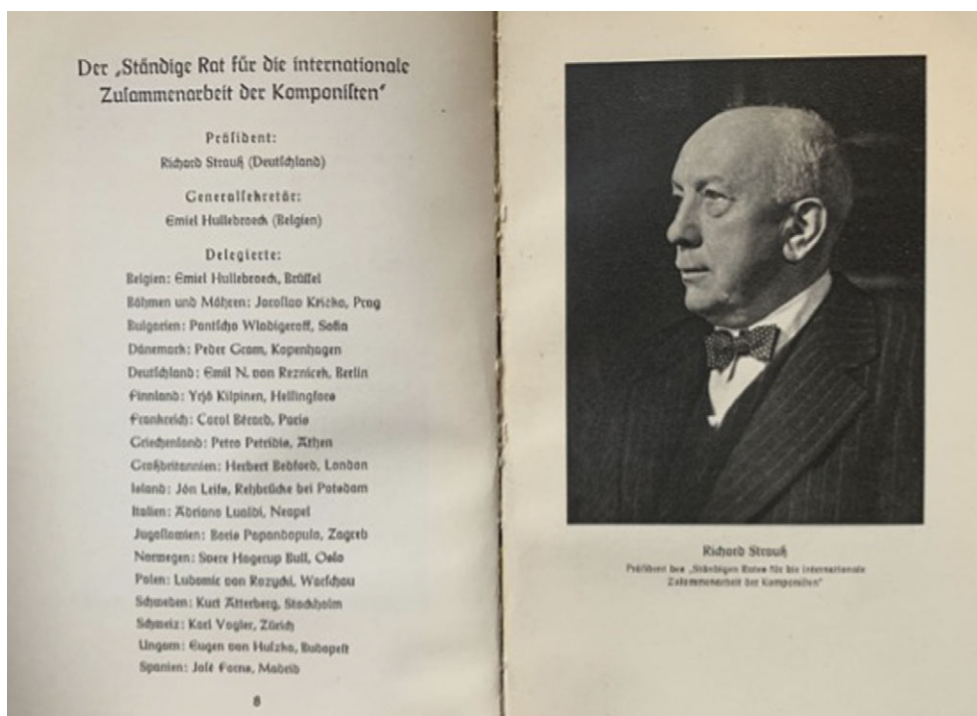 Der „Ständige Rat für die internationale
Zusammenarbeit der Komponisten“
Präsident:
Richard Strauß (Deutschland)
Generalsekretär:
Emiel Hullebroeck (Belgien)
Delegierte:
Belgien: Emiel Hullebroeck, Brüssel
Böhmen und Mähren: Jaroslav Kricka, Prag
Bulgarien: Pantscho Wladigeroff, Sofia
Dänemark: Peder Gram, Kopenhagen
Deutschland: Emil N. von Reznicek, Berlin
Finnland: Yrjö Kilpinen, Helsingfors
Frankreich: Carol Bérard, Paris
Griechenland: Petro Petridis, Athen
Großbritannien: Herbert Bedford, London
Island: Jón Leifs, Rehbrücke bei Potsdam
Italien: Adriano Lualdi, Neapel
Jugoslawien: Boris Papandopulo, Zagreb
Norwegen: Sverre Hagerup Bull, Oslo
Polen: Ludomir von Rozycki, Warschau
Schweden: Kurt Atterberg, Stockholm
Schweiz: Karl Vogler, Zürich
Ungarn: Eugen von Huszka, Budapest
Spanien: José Forns, Madrid
8
Richard Strauß
Präsident des „Ständigen Rates für die internationale
Zusammenarbeit der Komponisten“